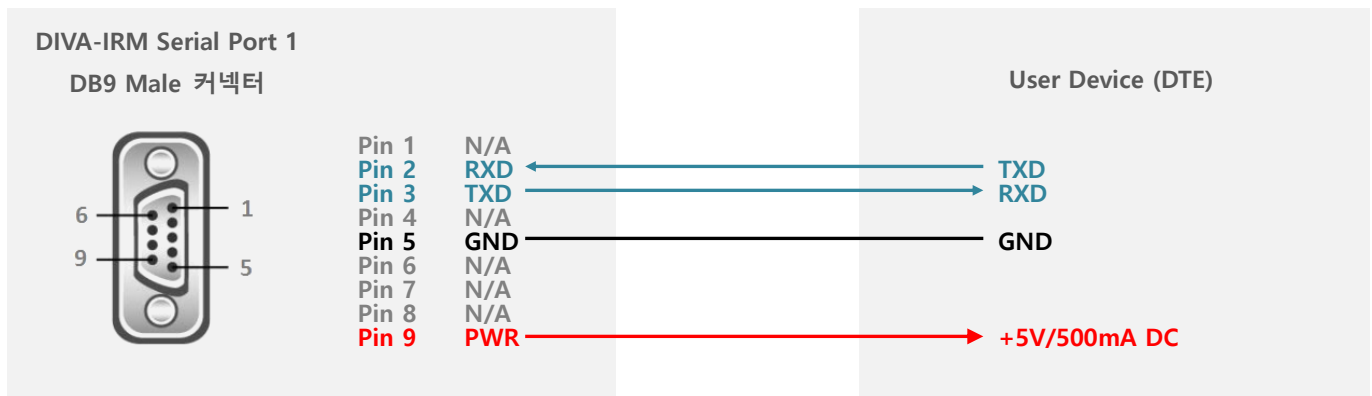 DIVA-IRM Serial Port 1
DB9 Male 커넥터
User Device (DTE)
6
1
9
5
Pin 1 N/A
Pin 2 RXD TXD
Pin 3 TXD RXD
Pin 4 N/A
Pin 5 GND GND
Pin 6 N/A
Pin 7 N/A
Pin 8 N/A
Pin 9 PWR +5V/500mA DC